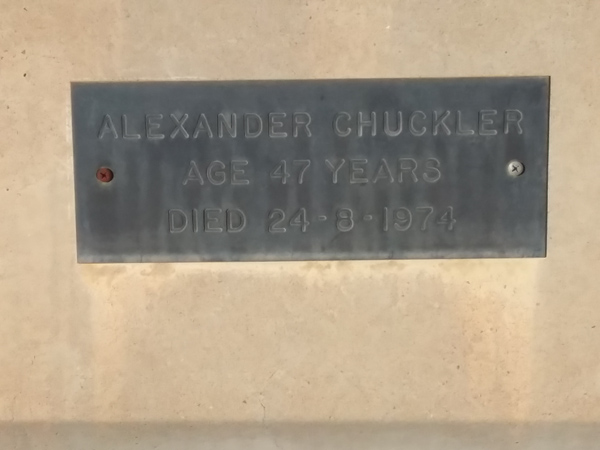 ALEXANDER CHUCKLER
AGE 47 YEARS
DIED 24-8-1974